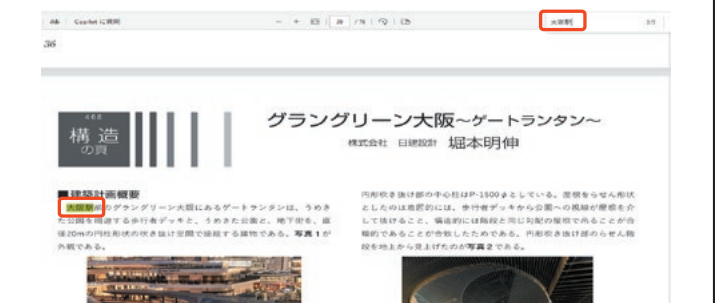 Copilot に質問
大阪駅
36
468
構造
の頁
グラングリーン大阪～ゲートランタン～
株式会社 日建設計 堀本明伸
■建築計画概要
大阪駅前のグラングリーン大阪にあるゲートランタンは、うめき
た公園を周遊する歩行者デッキと、うめきた公園と、地下街を、直
径20mの円柱形状の吹き抜け空間で接続する建物である。写真1が
外観である。
円形吹き抜け部の中心柱はP-1500φとしている。屋根をらせん形状
としたのは意匠的には、歩行者デッキから公園への視線が屋根を介
して抜けること、構造的には階段と同じ勾配の屋根で吊ることが合
理的であることが合致したためである。円形吹き抜け部のらせん階
段を地上から見上げたのが写真2である。